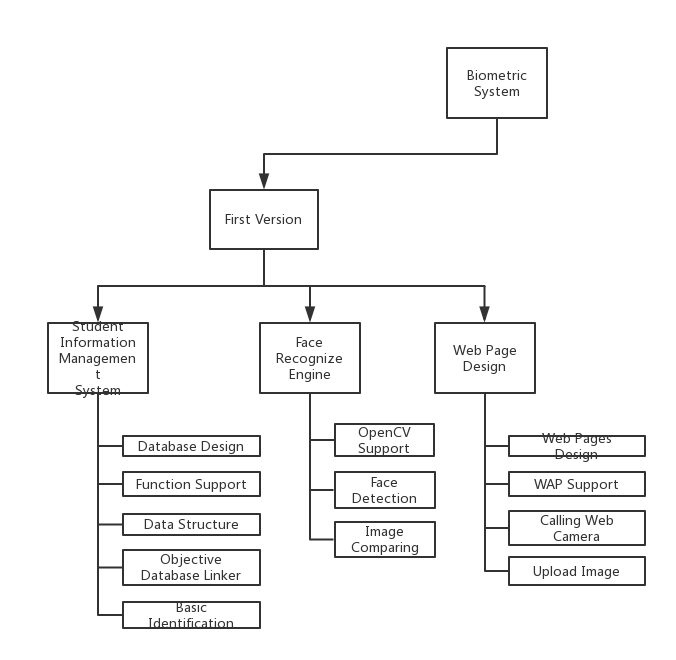 Biometric
System
First Version
Student
Information
Managemen
t
System
Face
Recognize
Engine
Web Page
Design
Database Design
Function Support
Data Structure
Objective
Database Linker
Basic
Identification
OpenCV
Support
Face
Detection
Image
Comparing
Web Pages
Design
WAP Support
Calling Web
Camera
Upload Image